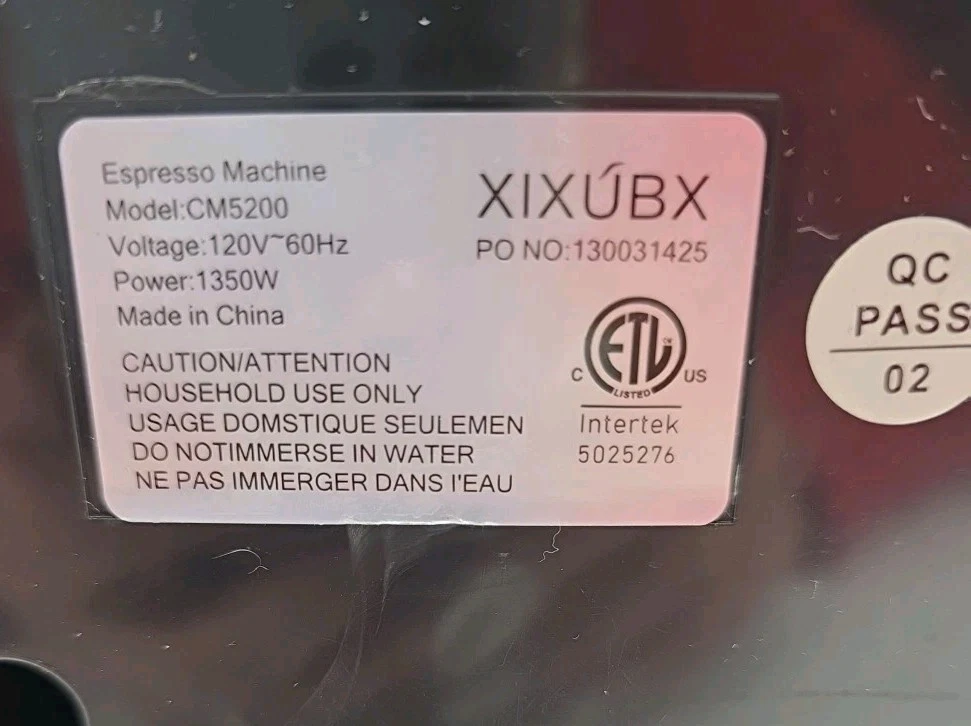 Espresso Machine
Model:CM5200
Voltage:120V~60Hz
Power:1350W
Made in China
CAUTION/ATTENTION
HOUSEHOLD USE ONLY
USAGE DOMSTIQUE SEULEMEN
DO NOTIMMERSE IN WATER
NE PAS IMMERGER DANS I'EAU
XIXÚBX
PO NO:130031425
ETL CM
LISTED
C US
Intertek
5025276
QC
PASS
02